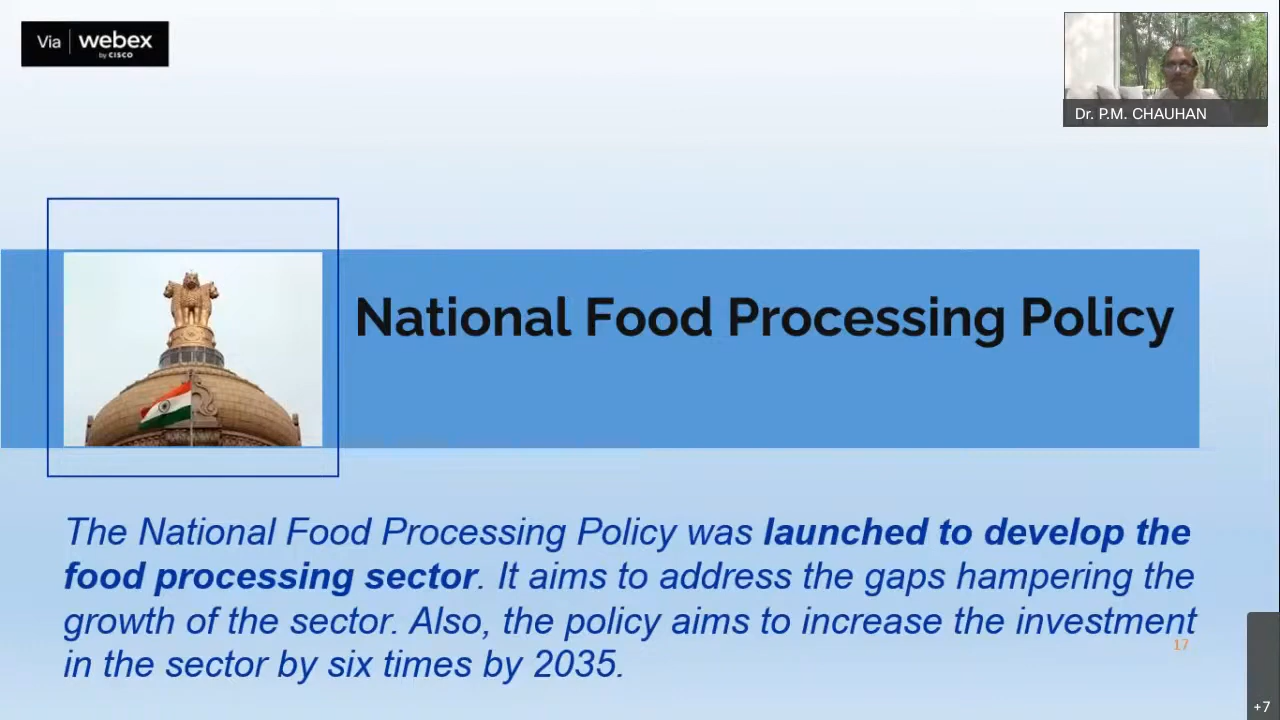 Via webex
by CISCO
Dr. P.M. CHAUHAN
National Food Processing Policy
The National Food Processing Policy was launched to develop the
food processing sector. It aims to address the gaps hampering the
growth of the sector. Also, the policy aims to increase the investment
in the sector by six times by 2035.
17
+7